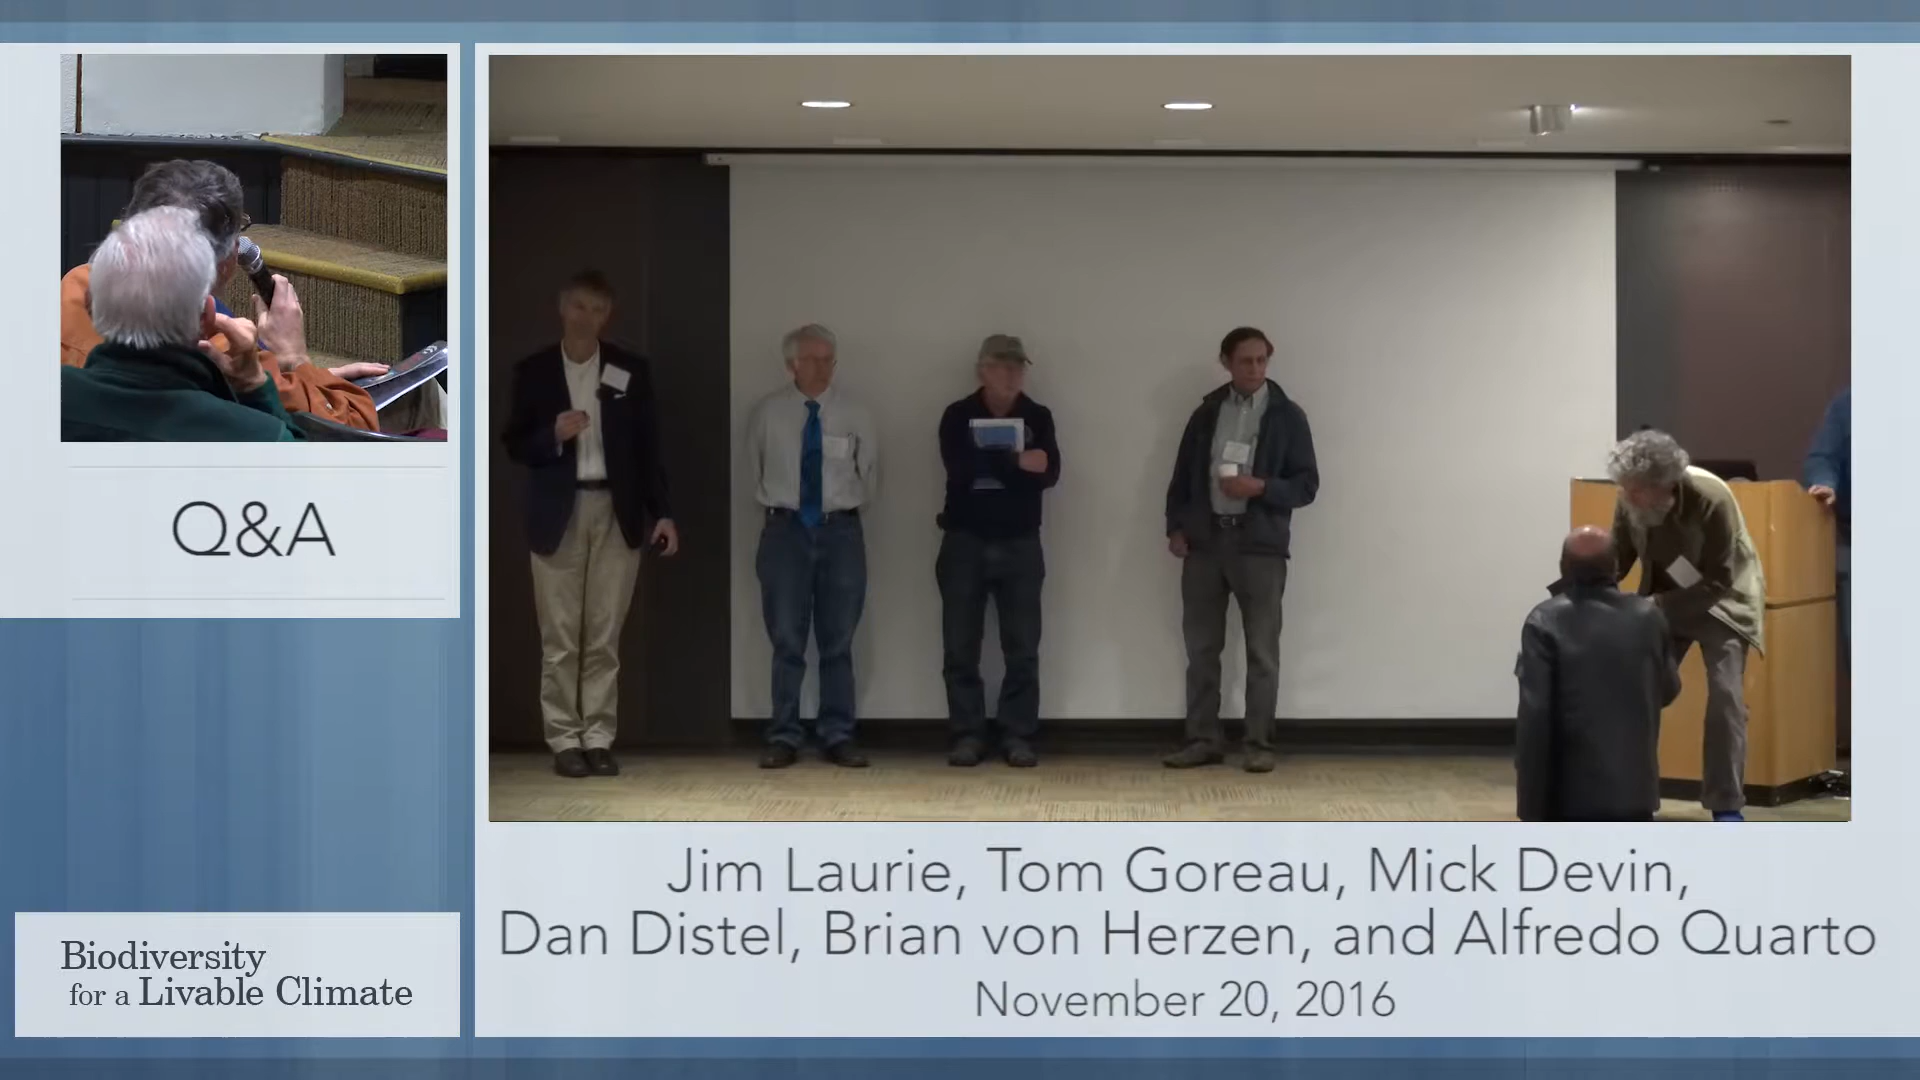 Q&A
Jim Laurie, Tom Goreau, Mick Devin,
Dan Distel, Brian von Herzen, and Alfredo Quarto
November 20, 2016
Biodiversity
for a Livable Climate